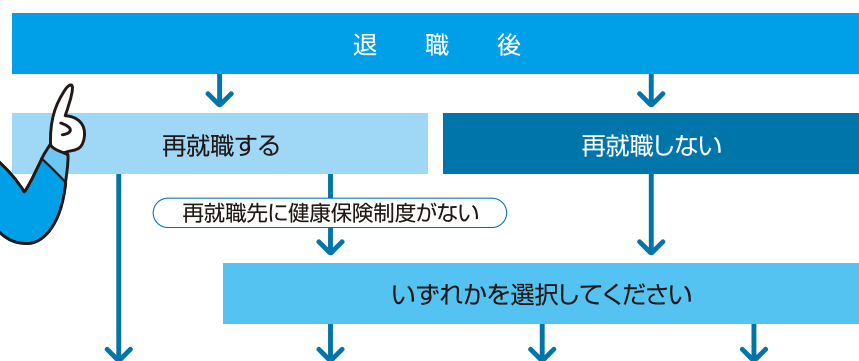 退職後
再就職する
再就職しない
再就職先に健康保険制度がない
いずれかを選択してください